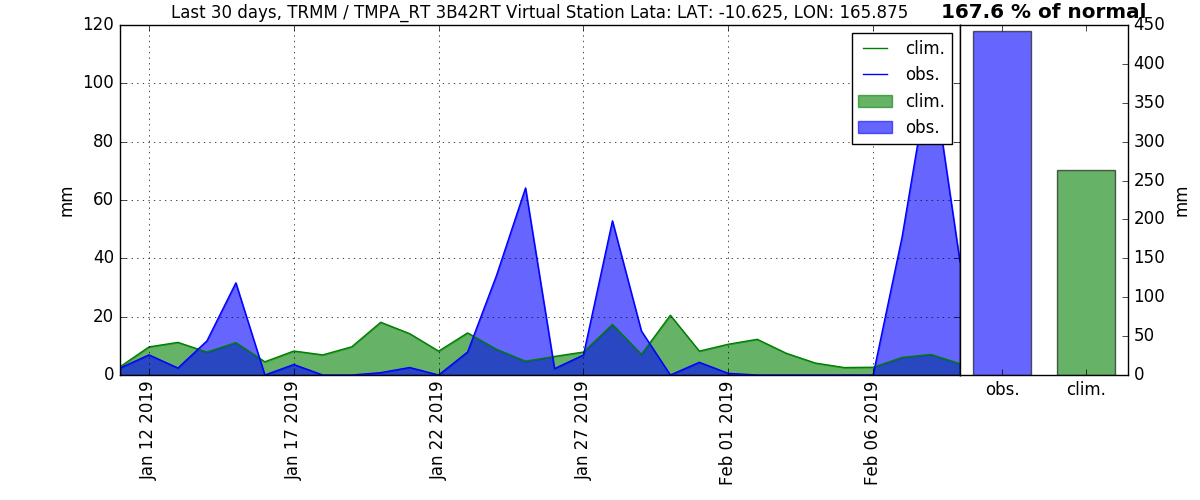 Last 30 days, TRMM / TMPA_RT 3B42RT Virtual Station Lata: LAT: -10.625, LON: 165.875
167.6 % of normal
120
100
80
60
40
20
0
mm
clim.
obs.
clim.
obs.
450
400
350
300
250
200
150
100
50
0
mm
Jan 12 2019
Jan 17 2019
Jan 22 2019
Jan 27 2019
Feb 01 2019
Feb 06 2019
obs.
clim.